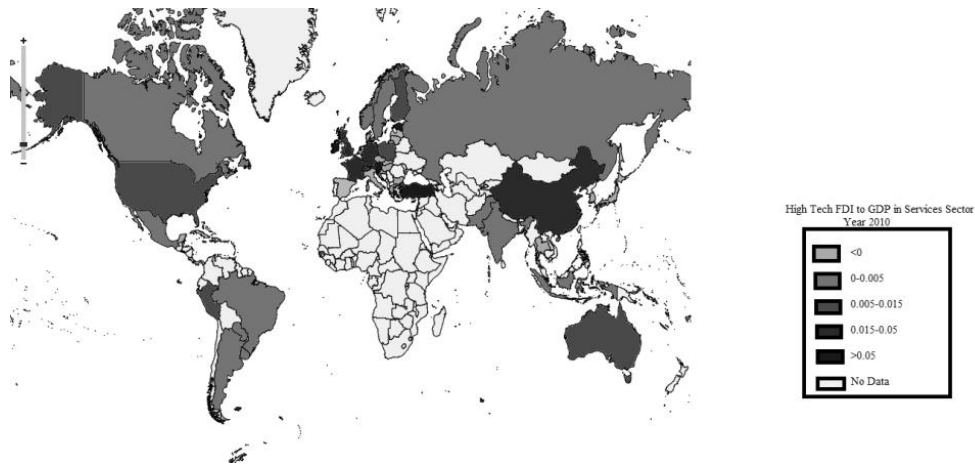 +
−
High Tech FDI to GDP in Services Sector
Year 2010
<0
0-0.005
0.005-0.015
0.015-0.05
>0.05
No Data